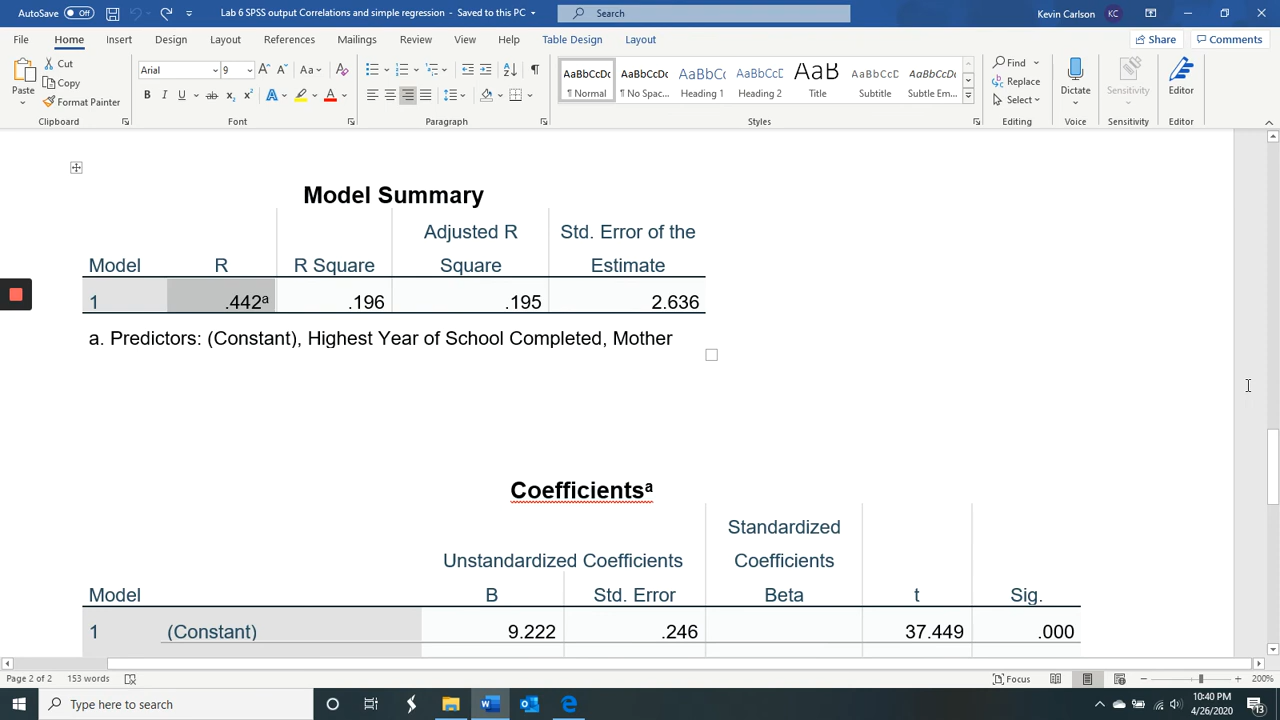 AutoSave Off Lab 6 SPSS output Correlations and simple regression - Saved to this PC Search Kevin Carlson KC
File Home Insert Design Layout References Mailings Review View Help Table Design Layout Share Comments
Paste Cut Copy Format Painter
Arial 9
AaBbCcDc AaBbCcDc AaBbCc AaBbCcC AaB AaBbCcC AaBbCcDc
¶ Normal ¶ No Spac... Heading 1 Heading 2 Title Subtitle Subtle Em...
Find Replace Select Dictate Sensitivity Editor
Clipboard Font Paragraph Styles Editing Voice Sensitivity Editor
Model Summary
Adjusted R Std. Error of the
Model R R Square Square Estimate
1 .442a .196 .195 2.636
a. Predictors: (Constant), Highest Year of School Completed, Mother
Coefficientsa
Standardized
Unstandardized Coefficients Coefficients
Model B Std. Error Beta t Sig.
1 (Constant) 9.222 .246 37.449 .000
Page 2 of 2 153 words Focus 200%
Type here to search 10:40 PM
4/26/2020 13